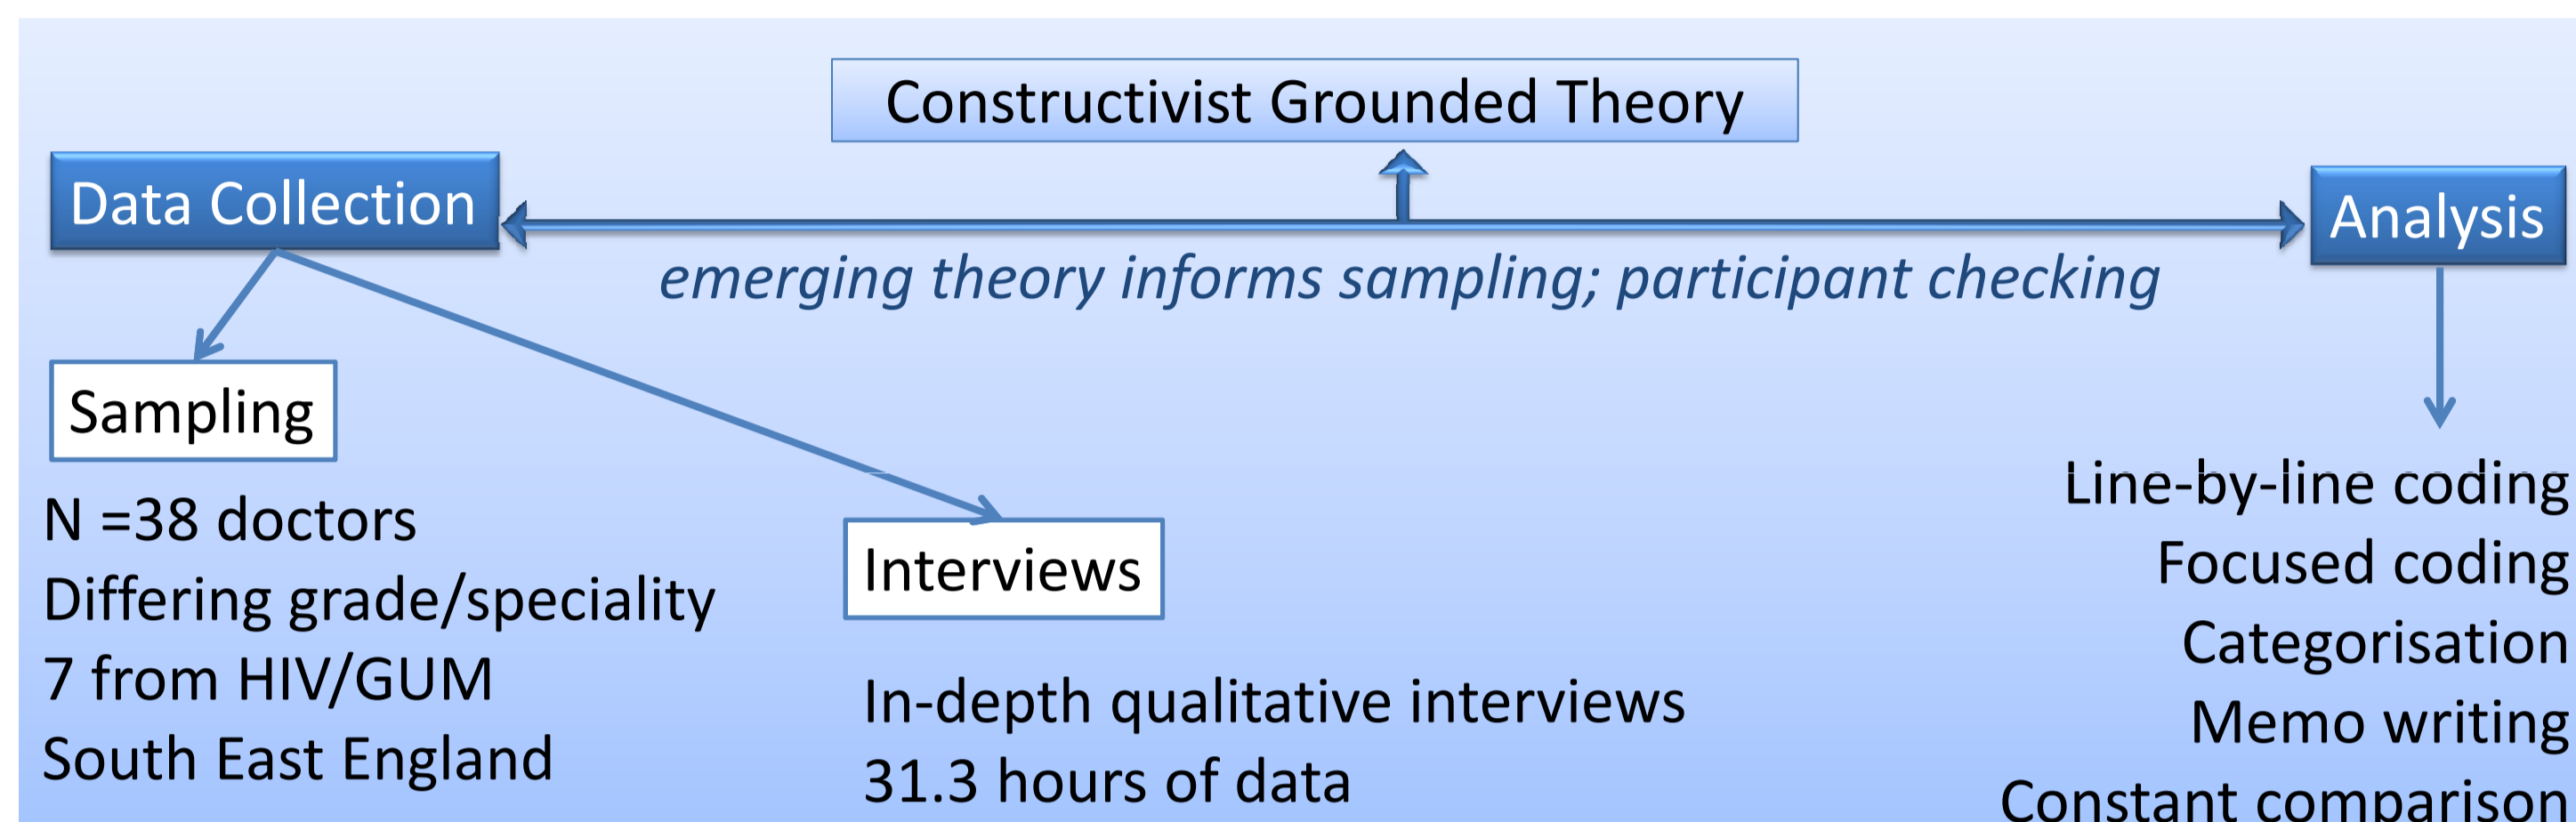 Constructivist Grounded Theory
Data Collection
Analysis
emerging theory informs sampling; participant checking
Sampling
N =38 doctors
Differing grade/speciality
7 from HIV/GUM
South East England
Interviews
In-depth qualitative interviews
31.3 hours of data
Line-by-line coding
Focused coding
Categorisation
Memo writing
Constant comparison